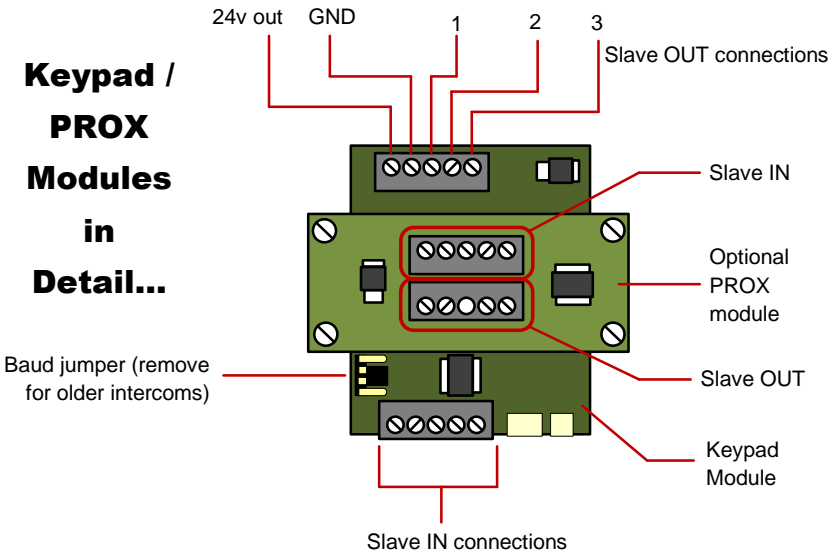 24v out
GND
1
2
3
Slave OUT connections
Keypad /
PROX
Modules
in
Detail...
Slave IN
Optional
PROX
module
Baud jumper (remove
for older intercoms)
Slave OUT
Keypad
Module
Slave IN connections